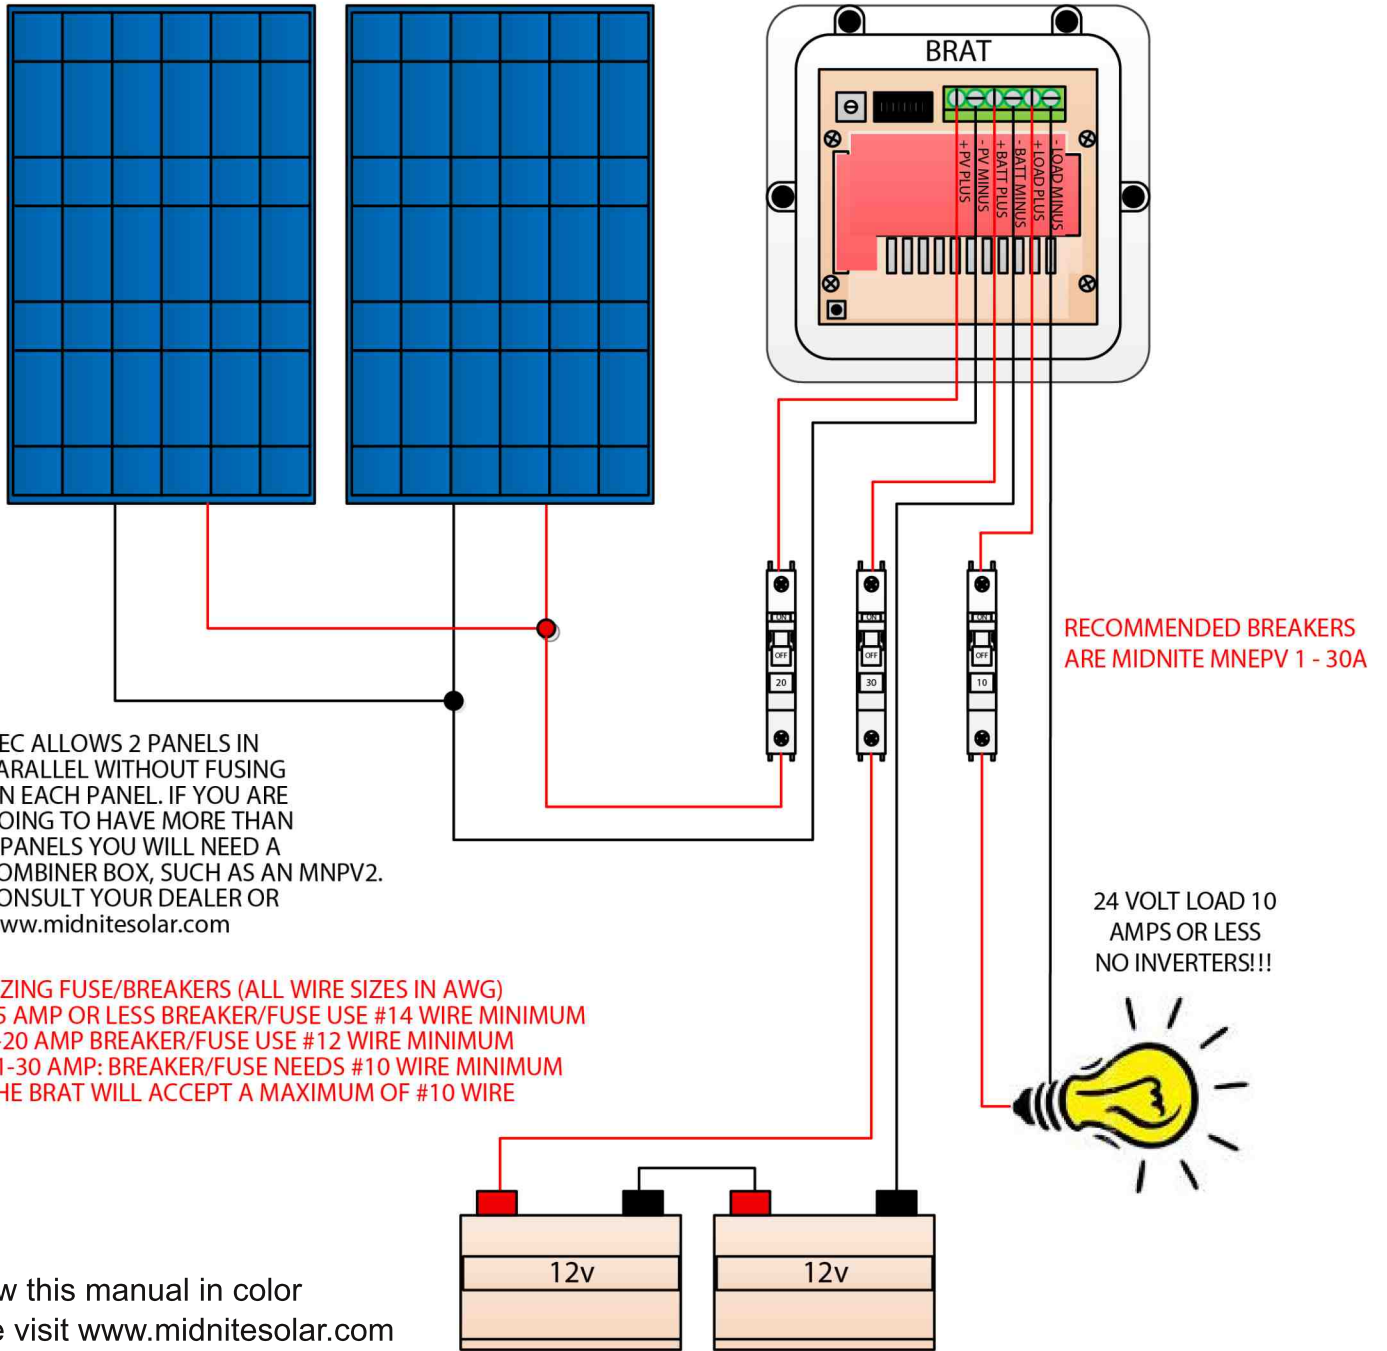 BRAT
+ PV PLUS
- PV MINUS
+ BATT PLUS
- BATT MINUS
+ LOAD PLUS
- LOAD MINUS
ON
OFF
20
ON
OFF
30
ON
OFF
10
RECOMMENDED BREAKERS
ARE MIDNITE MNEPV 1 - 30A
EC ALLOWS 2 PANELS IN
ARALLEL WITHOUT FUSING
N EACH PANEL. IF YOU ARE
OING TO HAVE MORE THAN
PANELS YOU WILL NEED A
OMBINER BOX, SUCH AS AN MNPV2.
ONSULT YOUR DEALER OR
ww.midnitesolar.com
24 VOLT LOAD 10
AMPS OR LESS
NO INVERTERS!!!
ZING FUSE/BREAKERS (ALL WIRE SIZES IN AWG)
5 AMP OR LESS BREAKER/FUSE USE #14 WIRE MINIMUM
-20 AMP BREAKER/FUSE USE #12 WIRE MINIMUM
1-30 AMP: BREAKER/FUSE NEEDS #10 WIRE MINIMUM
HE BRAT WILL ACCEPT A MAXIMUM OF #10 WIRE
12v
12v
w this manual in color
e visit www.midnitesolar.com